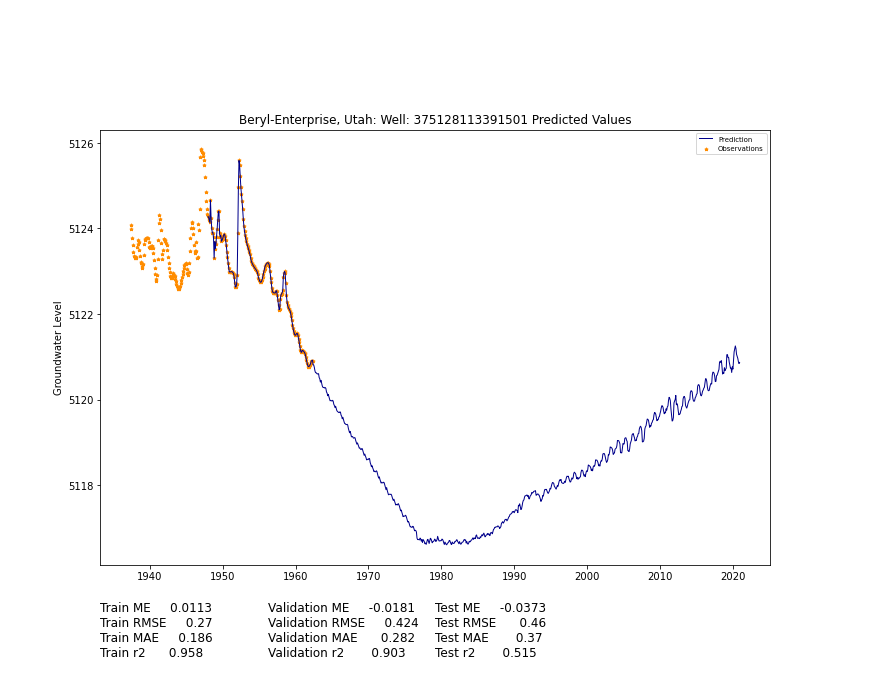 Beryl-Enterprise, Utah: Well: 375128113391501 Predicted Values
Prediction
Observations
Groundwater Level
5126
5124
5122
5120
5118
1940 1950 1960 1970 1980 1990 2000 2010 2020
Train ME 0.0113 Validation ME -0.0181 Test ME -0.0373
Train RMSE 0.27 Validation RMSE 0.424 Test RMSE 0.46
Train MAE 0.186 Validation MAE 0.282 Test MAE 0.37
Train r2 0.958 Validation r2 0.903 Test r2 0.515